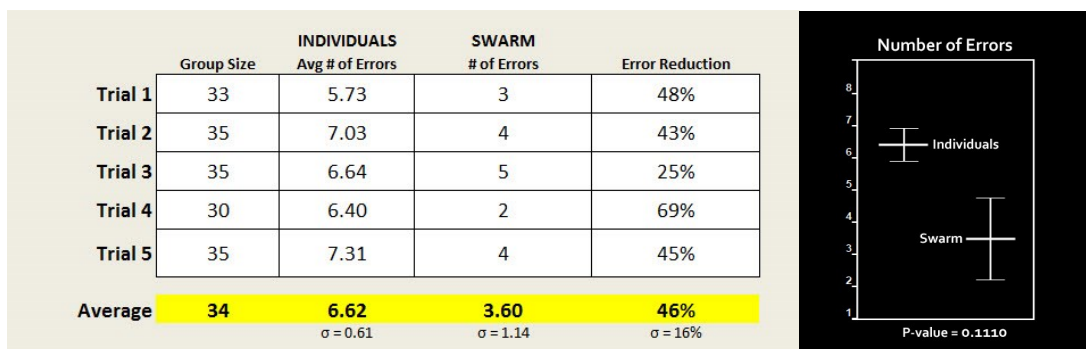 INDIVIDUALS SWARM
Group Size Avg # of Errors # of Errors Error Reduction
Trial 1 33 5.73 3 48%
Trial 2 35 7.03 4 43%
Trial 3 35 6.64 5 25%
Trial 4 30 6.40 2 69%
Trial 5 35 7.31 4 45%
Average 34 6.62 3.60 46%
σ = 0.61 σ = 1.14 σ = 16%
Number of Errors
8
7
6
Individuals
5
4
Swarm
3
2
1
P-value = 0.1110